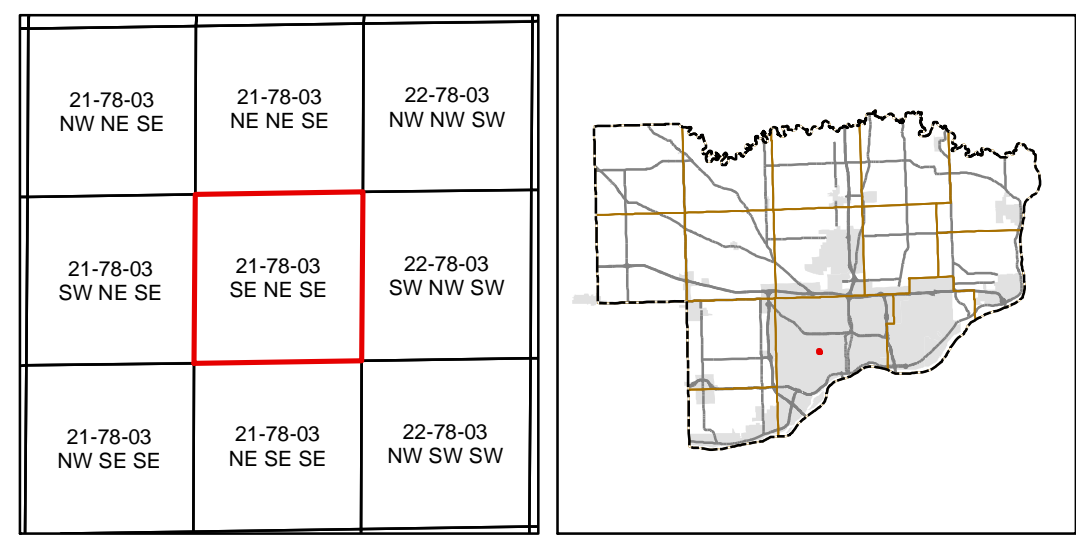 21-78-03
NW NE SE
21-78-03
NE NE SE
22-78-03
NW NW SW
21-78-03
SW NE SE
21-78-03
SE NE SE
22-78-03
SW NW SW
21-78-03
NW SE SE
21-78-03
NE SE SE
22-78-03
NW SW SW